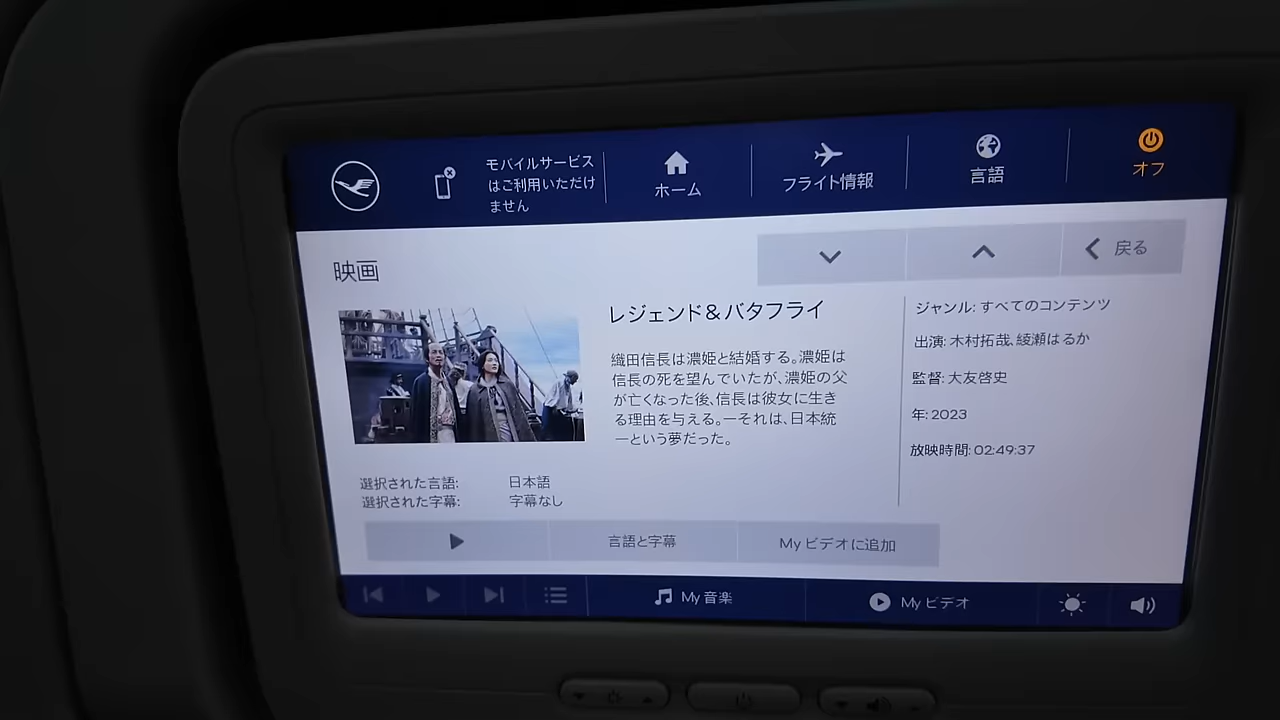 モバイルサービス
はご利用いただけ
ません
ホーム
フライト情報
言語
オフ
映画
戻る
レジェンド&バタフライ
織田信長は濃姫と結婚する。濃姫は
信長の死を望んでいたが、濃姫の父
が亡くなった後、信長は彼女に生き
る理由を与える。ーそれは、日本統
一という夢だった。
ジャンル: すべてのコンテンツ
出演: 木村拓哉、綾瀬はるか
監督: 大友啓史
年: 2023
放映時間: 02:49:37
選択された言語: 日本語
選択された字幕: 字幕なし
言語と字幕
My ビデオに追加
My 音楽
My ビデオ